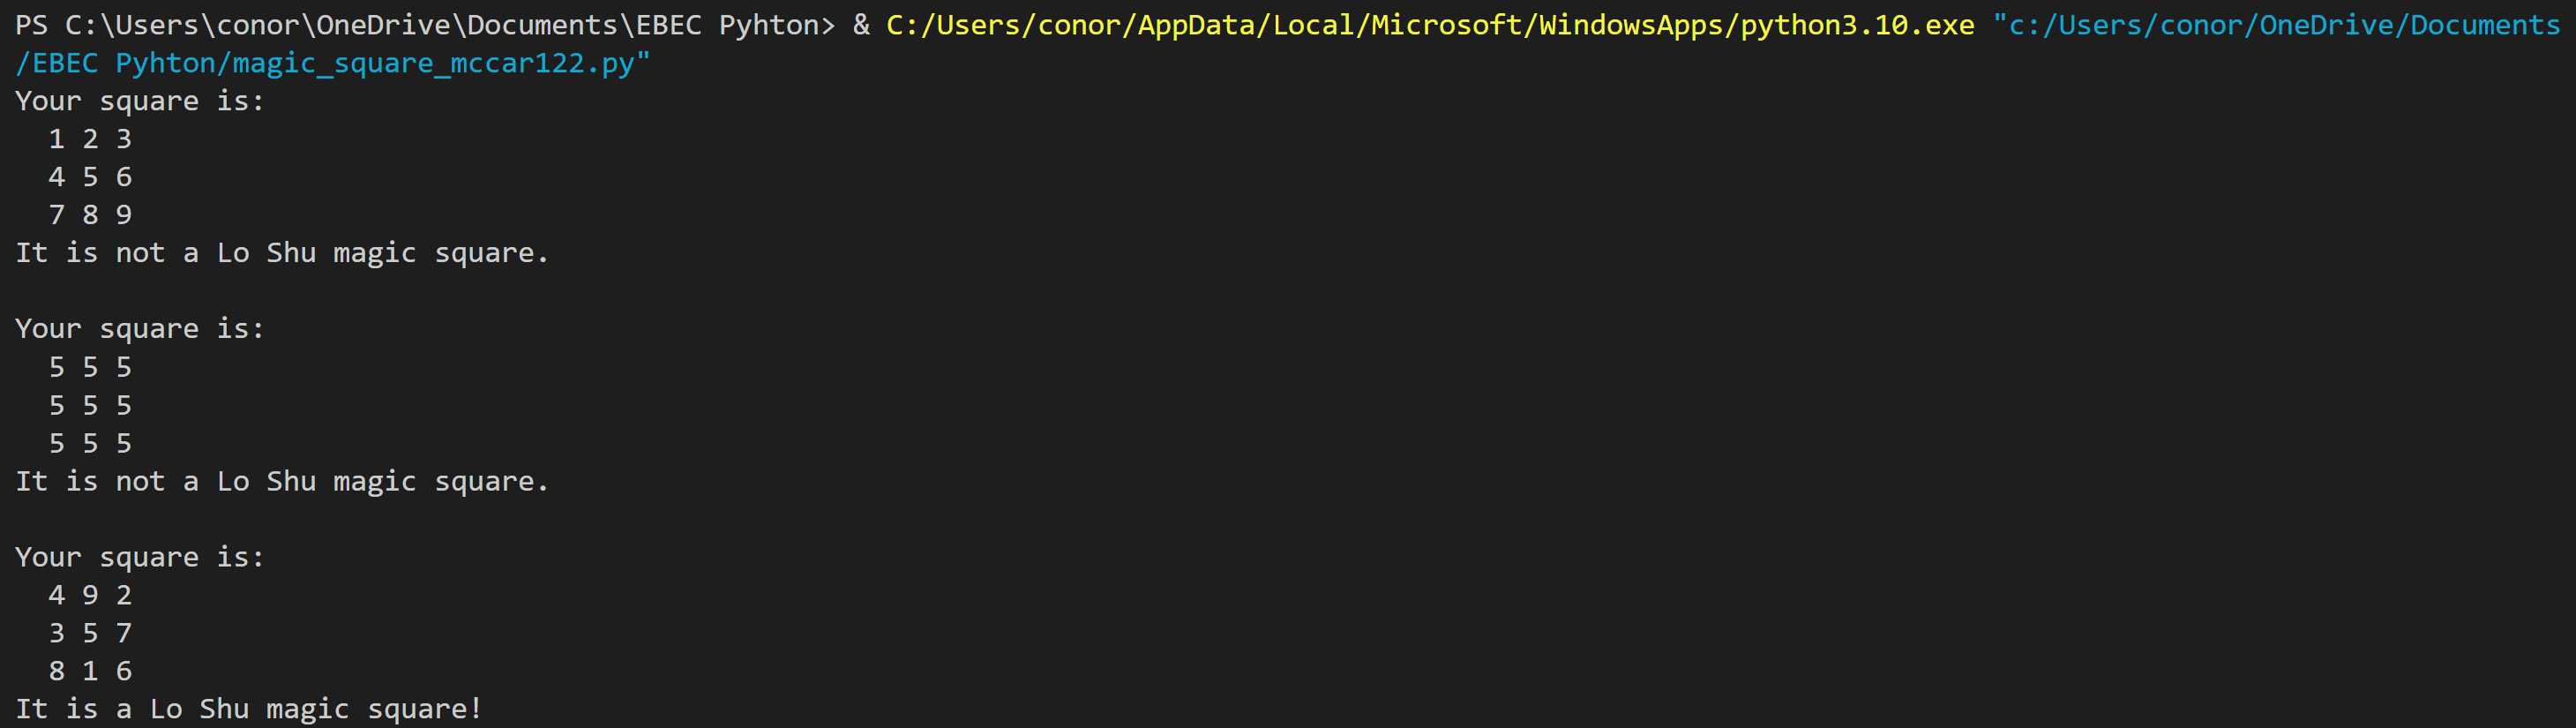 PS C:\Users\conor\OneDrive\Documents\EBEC Pyhton> & C:/Users/conor/AppData/Local/Microsoft/WindowsApps/python3.10.exe "c:/Users/conor/OneDrive/Documents
/EBEC Pyhton/magic_square_mccar122.py"
Your square is:
  1 2 3
  4 5 6
  7 8 9
It is not a Lo Shu magic square.

Your square is:
  5 5 5
  5 5 5
  5 5 5
It is not a Lo Shu magic square.

Your square is:
  4 9 2
  3 5 7
  8 1 6
It is a Lo Shu magic square!